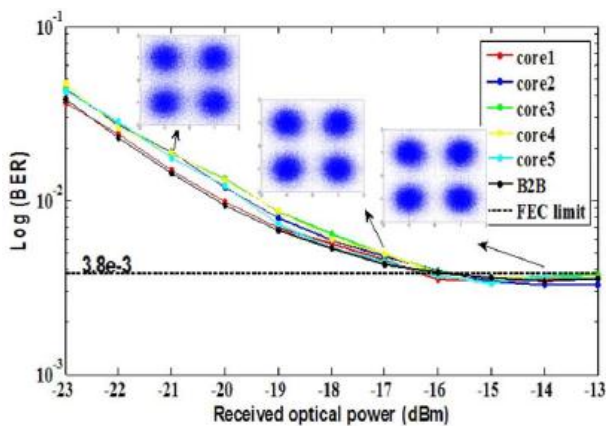 10^-1
10^-2
10^-3
Log (BER)
3.8e-3
core1
core2
core3
core4
core5
B2B
FEC limit
-23 -22 -21 -20 -19 -18 -17 -16 -15 -14 -13
Received optical power (dBm)